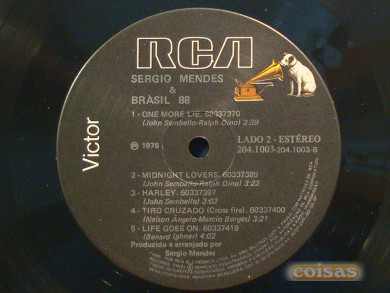 RCA
SERGIO MENDES
&
BRASIL 88
Victor
1 - ONE MORE LIE. 60337370
(John Sembello-Ralph Dino) 3:39
℗ 1978
LADO 2 - ESTÉREO
204.1003-204.1003-B
2 - MIDNIGHT LOVERS. 60337389
(John Sembello-Ralph Dino) 3:22
3 - HARLEY. 60337397
(John Sembello) 3:02
4 - TIRO CRUZADO (Cross fire). 60337400
(Nelson Ângelo-Marcio Borges) 3:21
5 - LIFE GOES ON. 60337419
(Benard Ighner) 4:02
Produzido e arranjado por
Sérgio Mendes
coisas